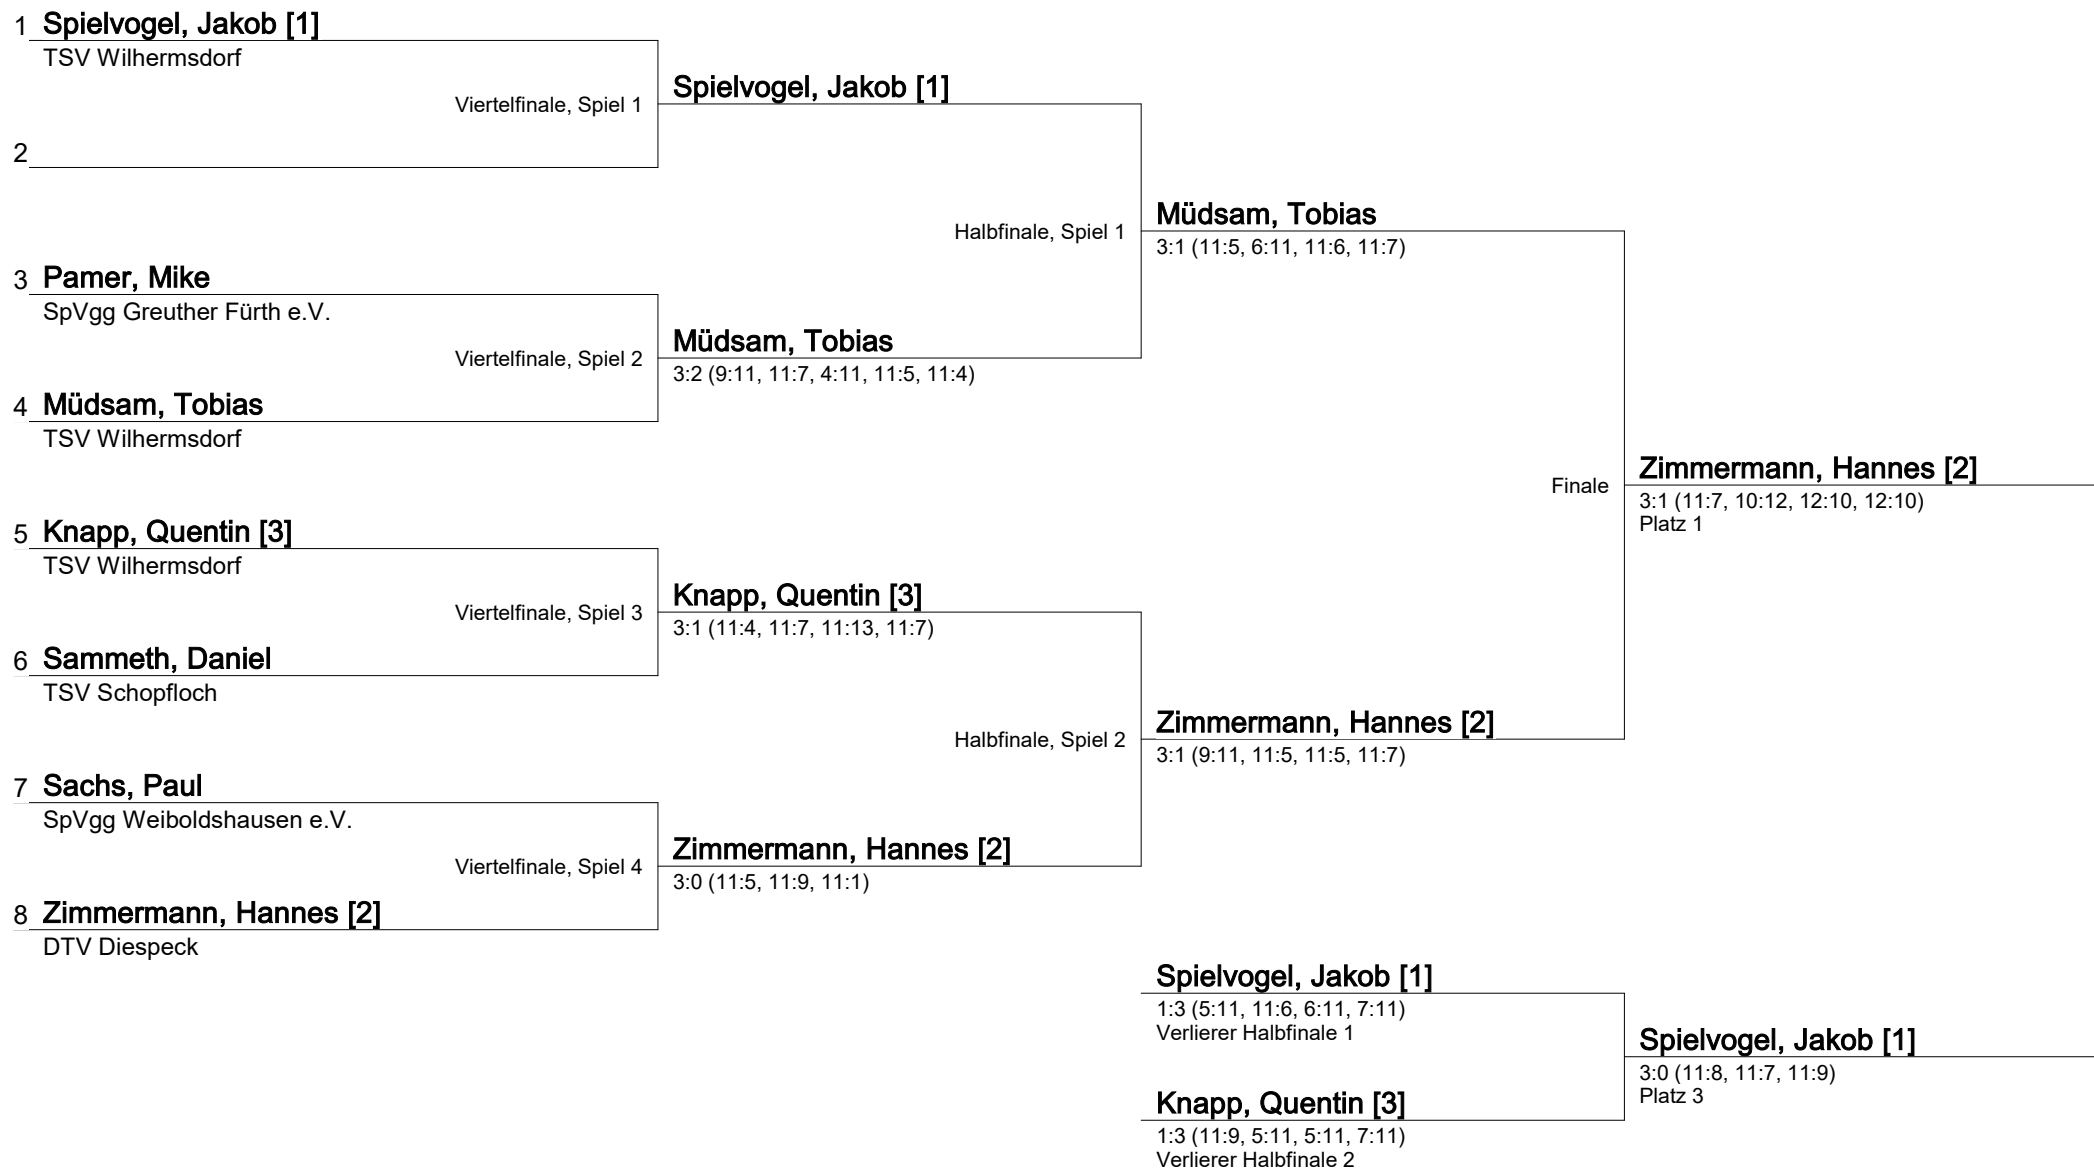 1 Spielvogel, Jakob [1]
TSV Wilhermsdorf
Viertelfinale, Spiel 1
Spielvogel, Jakob [1]
2
Halbfinale, Spiel 1
Müdsam, Tobias
3:1 (11:5, 6:11, 11:6, 11:7)
3 Pamer, Mike
SpVgg Greuther Fürth e.V.
Viertelfinale, Spiel 2
Müdsam, Tobias
3:2 (9:11, 11:7, 4:11, 11:5, 11:4)
4 Müdsam, Tobias
TSV Wilhermsdorf
Finale
Zimmermann, Hannes [2]
3:1 (11:7, 10:12, 12:10, 12:10)
Platz 1
5 Knapp, Quentin [3]
TSV Wilhermsdorf
Viertelfinale, Spiel 3
Knapp, Quentin [3]
3:1 (11:4, 11:7, 11:13, 11:7)
6 Sammeth, Daniel
TSV Schopfloch
Halbfinale, Spiel 2
Zimmermann, Hannes [2]
3:1 (9:11, 11:5, 11:5, 11:7)
7 Sachs, Paul
SpVgg Weiboldshausen e.V.
Viertelfinale, Spiel 4
Zimmermann, Hannes [2]
3:0 (11:5, 11:9, 11:1)
8 Zimmermann, Hannes [2]
DTV Diespeck
Spielvogel, Jakob [1]
1:3 (5:11, 11:6, 6:11, 7:11)
Verlierer Halbfinale 1
Spielvogel, Jakob [1]
3:0 (11:8, 11:7, 11:9)
Platz 3
Knapp, Quentin [3]
1:3 (11:9, 5:11, 5:11, 7:11)
Verlierer Halbfinale 2